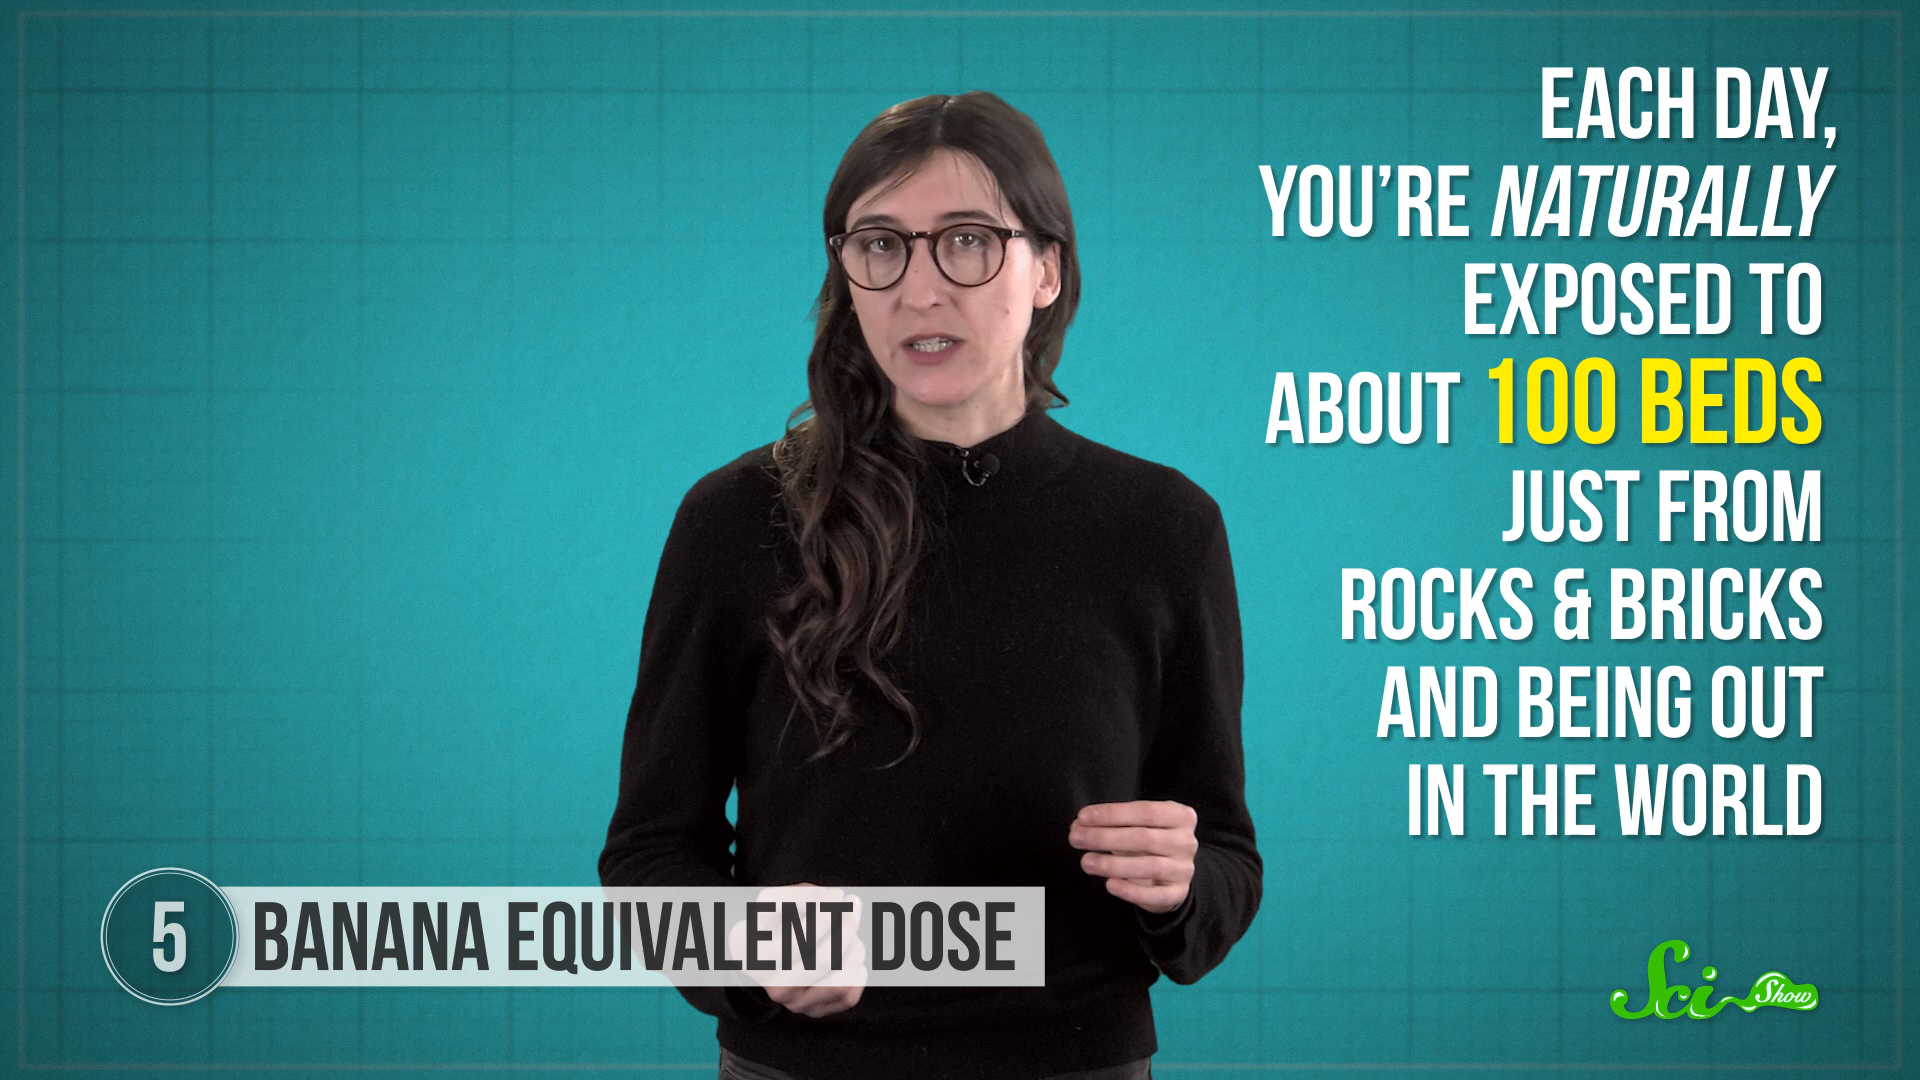 EACH DAY,
YOU'RE NATURALLY
EXPOSED TO
ABOUT 100 BEDS
JUST FROM
ROCKS & BRICKS
AND BEING OUT
IN THE WORLD
5 BANANA EQUIVALENT DOSE
Sci Show